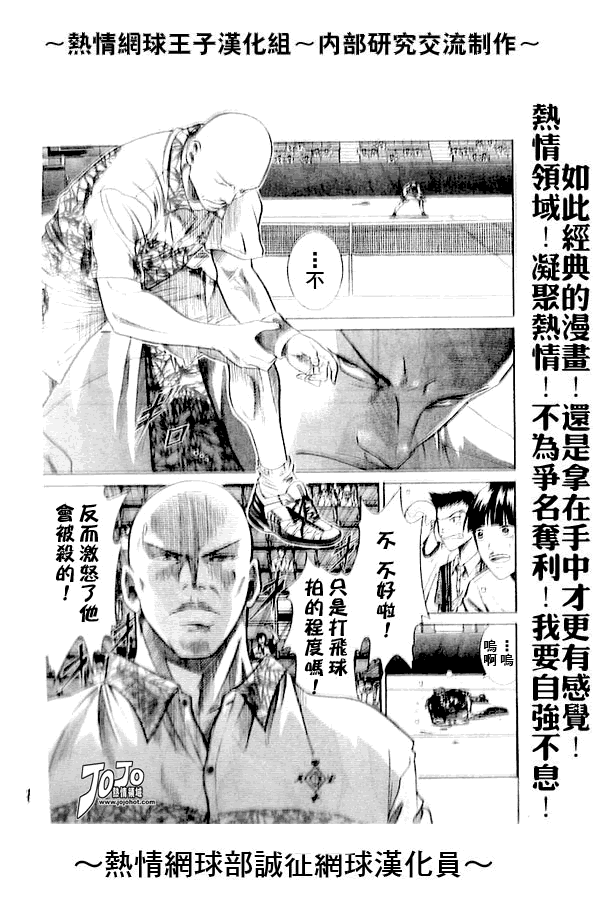 ～熱情網球王子漢化組～内部研究交流制作～
如此經典的漫畫！還是拿在手中才更有感覺！
熱情領域！凝聚熱情！不為爭名奪利！我要自強不息！
…不
不 不好啦！
只是打飛球
拍的程度嗎！
反而激怒了他
會被殺的！
…嗚
嗚啊
JOJO
熱情領域
www.jojohot.com
1
～熱情網球部誠征網球漢化員～